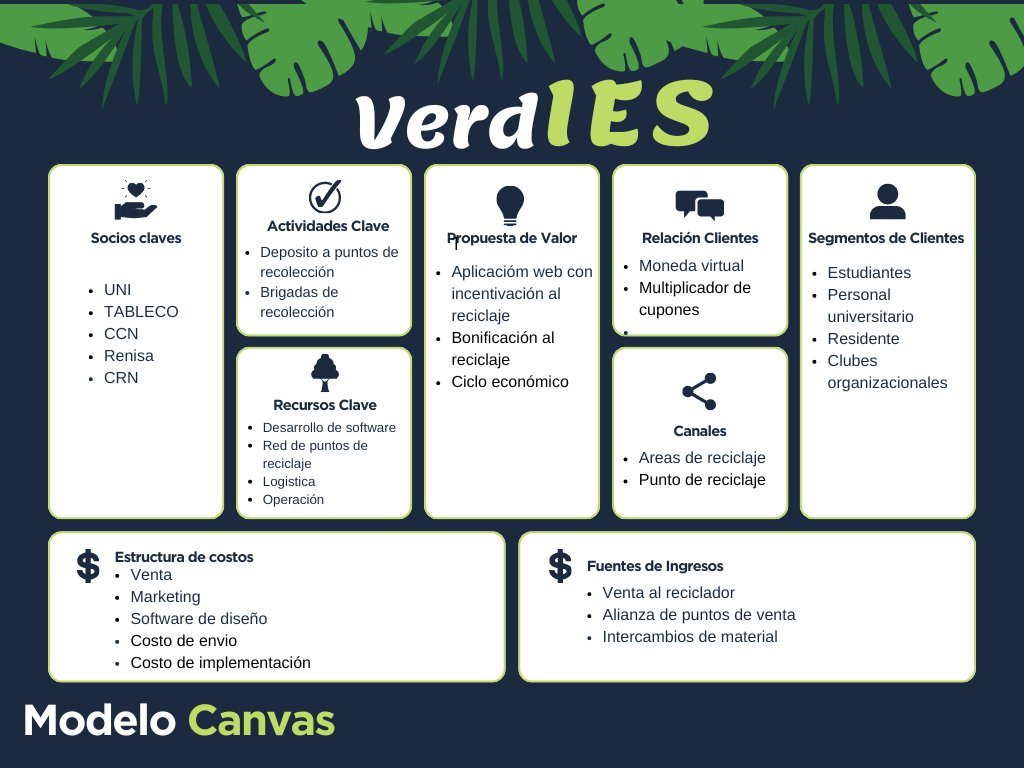 VerdIES
Socios claves
• UNI
• TABLECO
• CCN
• Renisa
• CRN
Actividades Clave
• Deposito a puntos de
recolección
• Brigadas de
recolección
Recursos Clave
• Desarrollo de software
• Red de puntos de
reciclaje
• Logistica
• Operación
Propuesta de Valor
• Aplicacióm web con
incentivación al
reciclaje
• Bonificación al
reciclaje
• Ciclo económico
Relación Clientes
• Moneda virtual
• Multiplicador de
cupones
•
Canales
• Areas de reciclaje
• Punto de reciclaje
Segmentos de Clientes
• Estudiantes
• Personal
universitario
• Residente
• Clubes
organizacionales
$
Estructura de costos
• Venta
• Marketing
• Software de diseño
• Costo de envio
• Costo de implementación
$
Fuentes de Ingresos
• Venta al reciclador
• Alianza de puntos de venta
• Intercambios de material
Modelo Canvas